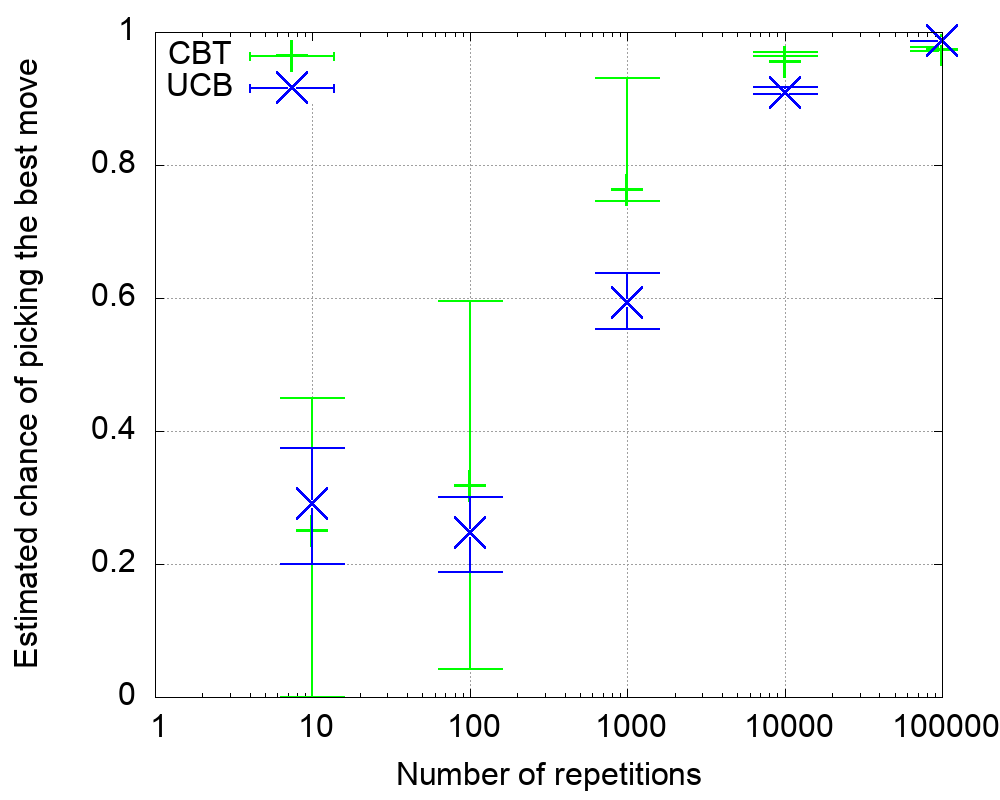 Estimated chance of picking the best move
1
0.8
0.6
0.4
0.2
0
CBT
UCB
1 10 100 1000 10000 100000
Number of repetitions